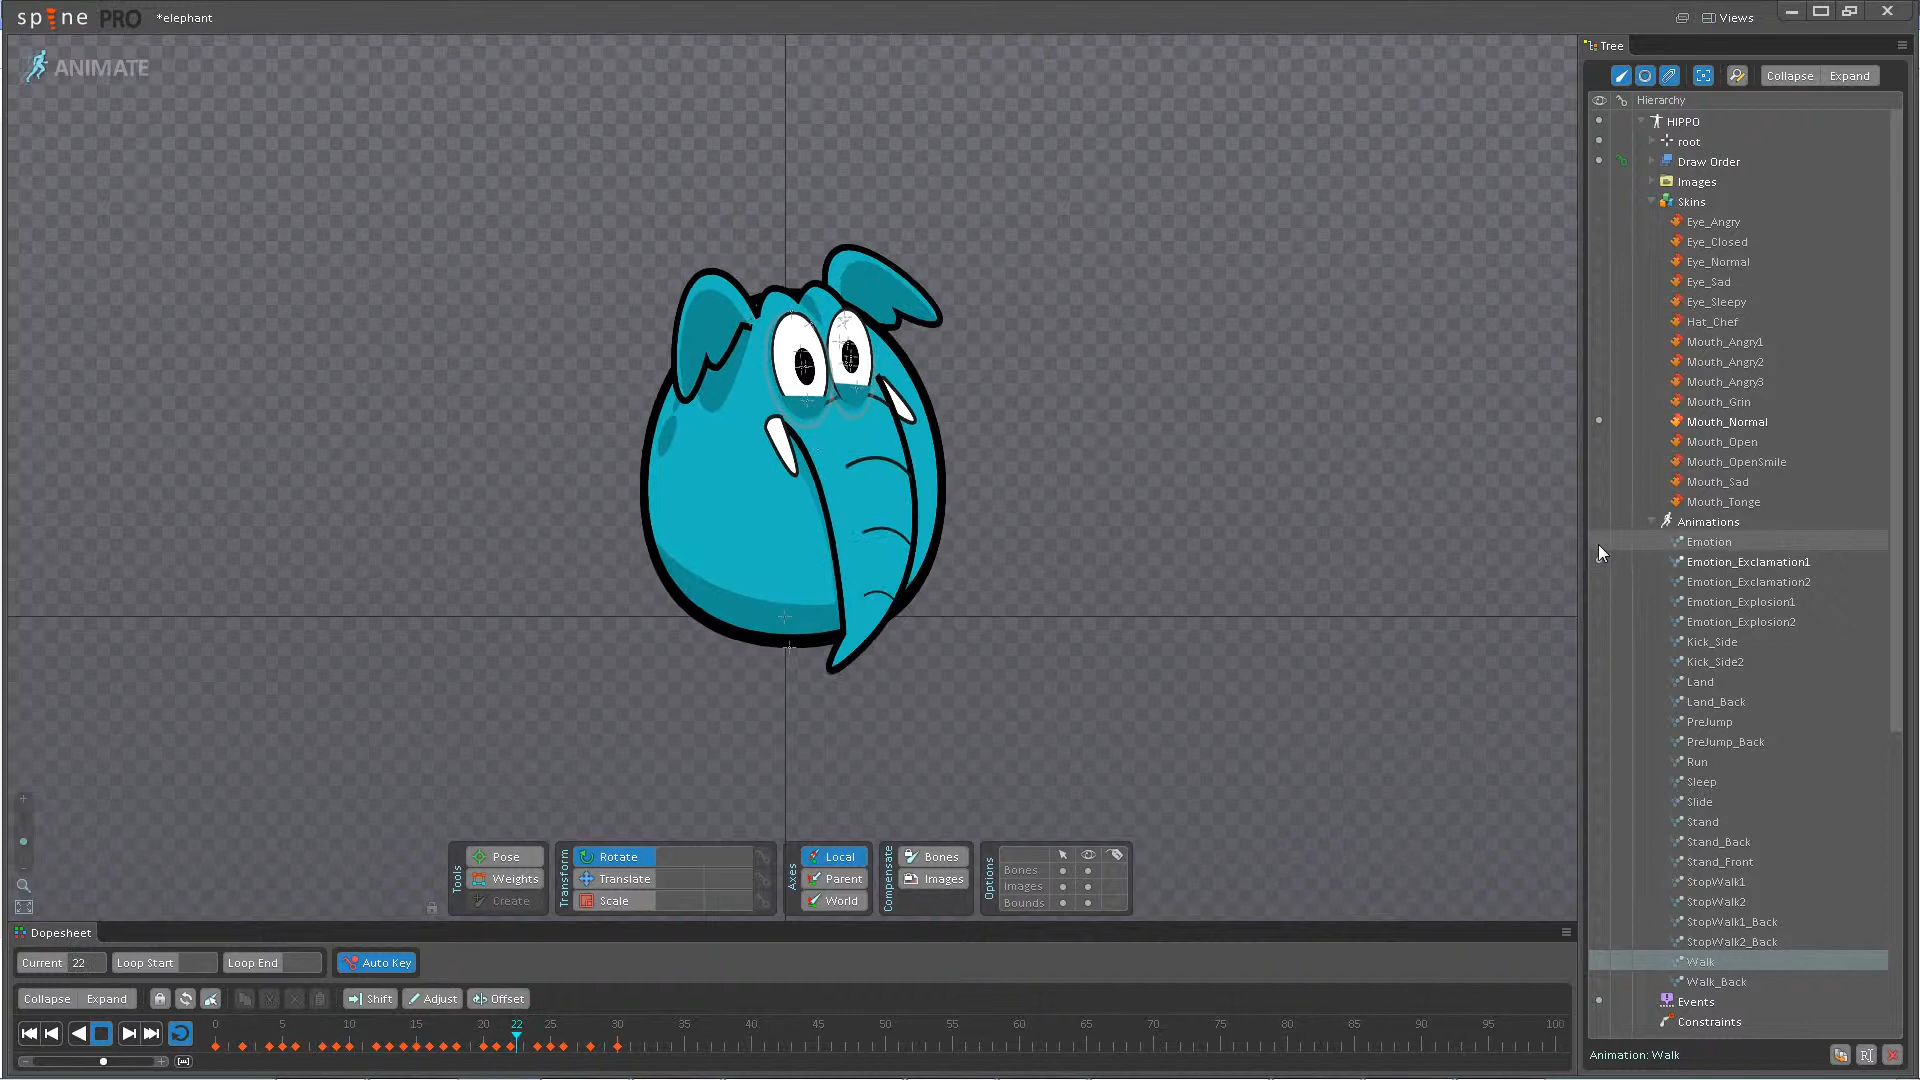 spine PRO *elephant Views
ANIMATE
Tree
Collapse Expand
Hierarchy
HIPPO
root
Draw Order
Images
Skins
Eye_Angry
Eye_Closed
Eye_Normal
Eye_Sad
Eye_Sleepy
Hat_Chef
Mouth_Angry1
Mouth_Angry2
Mouth_Angry3
Mouth_Grin
Mouth_Normal
Mouth_Open
Mouth_OpenSmile
Mouth_Sad
Mouth_Tonge
Animations
Emotion
Emotion_Exclamation1
Emotion_Exclamation2
Emotion_Explosion1
Emotion_Explosion2
Kick_Side
Kick_Side2
Land
Land_Back
PreJump
PreJump_Back
Run
Sleep
Slide
Stand
Stand_Back
Stand_Front
StopWalk1
StopWalk2
StopWalk1_Back
StopWalk2_Back
Walk
Walk_Back
Events
Constraints
Animation: Walk
Tools
Pose
Weights
Create
Transform
Rotate
Translate
Scale
Axes
Local
Parent
World
Compensate
Bones
Images
Options
Bones
Images
Bounds
Dopesheet
Current 22 Loop Start Loop End Auto Key
Collapse Expand Shift Adjust Offset
0 5 10 15 20 22 25 30 35 40 45 50 55 60 65 70 75 80 85 90 95 100